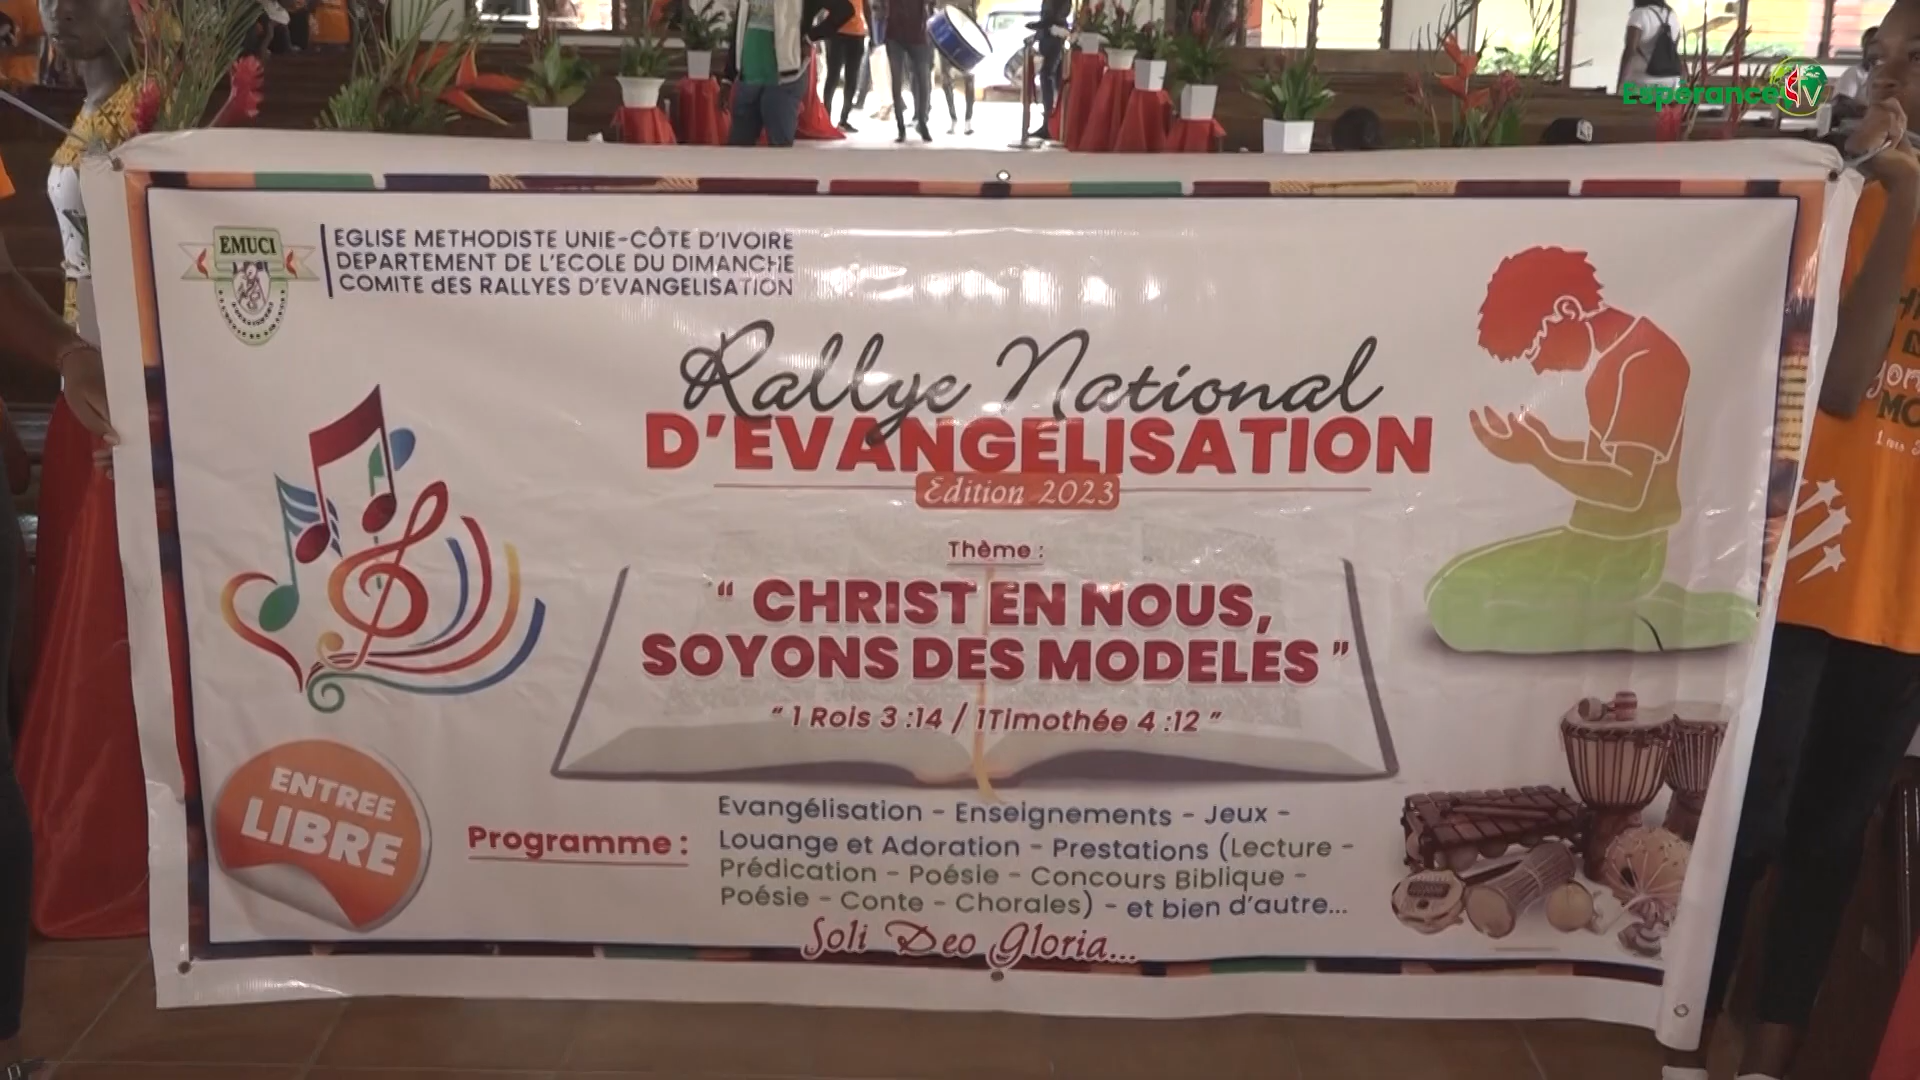 Espérance TV
EMUCI
EGLISE METHODISTE UNIE-CÔTE D'IVOIRE
DEPARTEMENT DE L'ECOLE DU DIMANCHE
COMITE dES RALLYES D'EVANGELISATION
Rallye National
D'EVANGELISATION
Edition 2023
Thème :
" CHRIST EN NOUS,
SOYONS DES MODELES "
" 1 Rois 3 :14 / 1Timothée 4 :12 "
ENTREE
LIBRE
Programme :
Evangélisation - Enseignements - Jeux -
Louange et Adoration - Prestations (Lecture -
Prédication - Poésie - Concours Biblique -
Poésie - Conte - Chorales) - et bien d'autre...
Soli Deo Gloria...